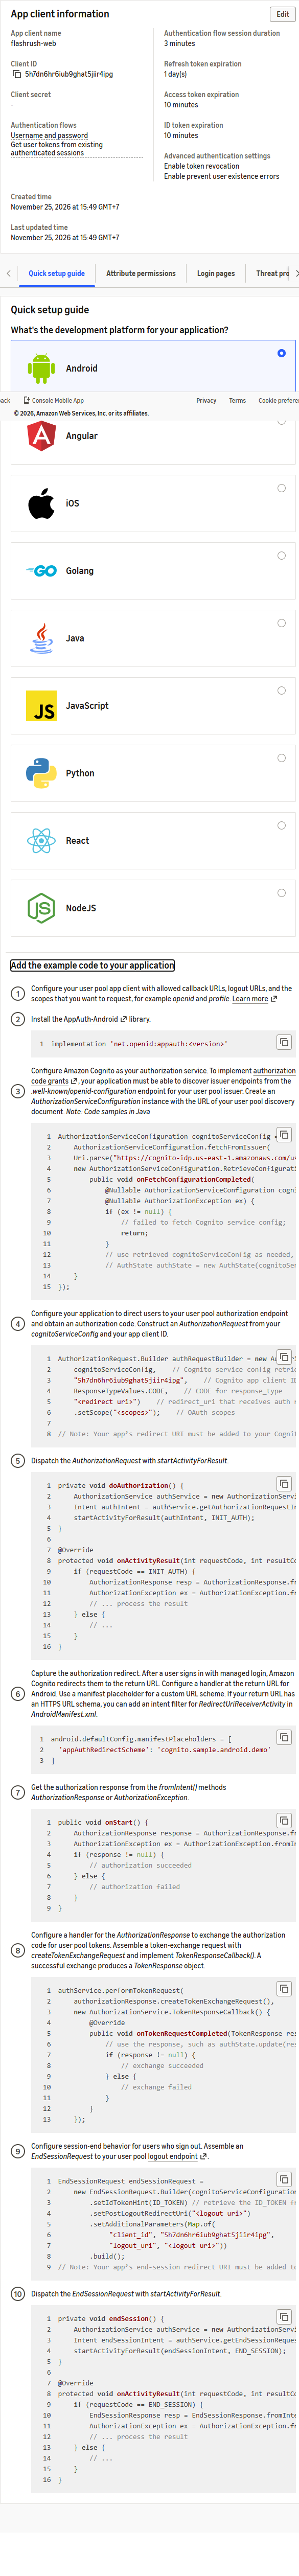 App client information
Edit
App client name
flashrush-web
Client ID
5h7dn6hr6iub9ghat5jiir4ipg
Client secret
-
Authentication flows
Username and password
Get user tokens from existing
authenticated sessions
Authentication flow session duration
3 minutes
Refresh token expiration
1 day(s)
Access token expiration
10 minutes
ID token expiration
10 minutes
Advanced authentication settings
Enable token revocation
Enable prevent user existence errors
Created time
November 25, 2026 at 15:49 GMT+7
Last updated time
November 25, 2026 at 15:49 GMT+7
Quick setup guide
Attribute permissions
Login pages
Threat pro
Quick setup guide
What's the development platform for your application?
Android
ack
Console Mobile App
Privacy
Terms
Cookie prefere
© 2026, Amazon Web Services, Inc. or its affiliates.
Angular
iOS
GO
Golang
Java
JS
JavaScript
Python
React
NodeJS
Add the example code to your application
1
Configure your user pool app client with allowed callback URLs, logout URLs, and the
scopes that you want to request, for example openid and profile. Learn more
2
Install the AppAuth-Android library.
1 implementation 'net.openid:appauth:<version>'
3
Configure Amazon Cognito as your authorization service. To implement authorization
code grants, your application must be able to discover issuer endpoints from the
.well-known/openid-configuration endpoint for your user pool issuer. Create an
AuthorizationServiceConfiguration instance with the URL of your user pool discovery
document. Note: Code samples in Java
1 AuthorizationServiceConfiguration cognitoServiceConfig
2 AuthorizationServiceConfiguration.fetchFromIssuer(
3 Uri.parse("https://cognito-idp.us-east-1.amazonaws.com/us
4 new AuthorizationServiceConfiguration.RetrieveConfigurati
5 public void onFetchConfigurationCompleted(
6 @Nullable AuthorizationServiceConfiguration cogni
7 @Nullable AuthorizationException ex) {
8 if (ex != null) {
9 // failed to fetch Cognito service config;
10 return;
11 }
12 // use retrieved cognitoServiceConfig as needed,
13 // AuthState authState = new AuthState(cognitoSer
14 }
15 });
4
Configure your application to direct users to your user pool authorization endpoint
and obtain an authorization code. Construct an AuthorizationRequest from your
cognitoServiceConfig and your app client ID.
1 AuthorizationRequest.Builder authRequestBuilder = new Au
2 cognitoServiceConfig, // Cognito service config retrie
3 "5h7dn6hr6iub9ghat5jiir4ipg", // Cognito app client ID
4 ResponseTypeValues.CODE, // CODE for response_type
5 "<redirect uri>") // redirect_uri that receives auth
6 .setScope("<scopes>"); // OAuth scopes
7
8 // Note: Your app's redirect URI must be added to your Cognit
5
Dispatch the AuthorizationRequest with startActivityForResult.
1 private void doAuthorization() {
2 AuthorizationService authService = new AuthorizationServi
3 Intent authIntent = authService.getAuthorizationRequestIn
4 startActivityForResult(authIntent, INIT_AUTH);
5 }
6
7 @Override
8 protected void onActivityResult(int requestCode, int resultCo
9 if (requestCode == INIT_AUTH) {
10 AuthorizationResponse resp = AuthorizationResponse.fr
11 AuthorizationException ex = AuthorizationException.fr
12 // ... process the result
13 } else {
14 // ...
15 }
16 }
6
Capture the authorization redirect. After a user signs in with managed login, Amazon
Cognito redirects them to the return URL. Configure a handler at the return URL for
Android. Use a manifest placeholder for a custom URL scheme. If your return URL has
an HTTPS URL schema, you can add an intent filter for RedirectUriReceiverActivity in
AndroidManifest.xml.
1 android.defaultConfig.manifestPlaceholders = [
2 'appAuthRedirectScheme': 'cognito.sample.android.demo'
3 ]
7
Get the authorization response from the fromIntent() methods
AuthorizationResponse or AuthorizationException.
1 public void onStart() {
2 AuthorizationResponse response = AuthorizationResponse.fr
3 AuthorizationException ex = AuthorizationException.fromIn
4 if (response != null) {
5 // authorization succeeded
6 } else {
7 // authorization failed
8 }
9 }
8
Configure a handler for the AuthorizationResponse to exchange the authorization
code for user pool tokens. Assemble a token-exchange request with
createTokenExchangeRequest and implement TokenResponseCallback(). A
successful exchange produces a TokenResponse object.
1 authService.performTokenRequest(
2 authorizationResponse.createTokenExchangeRequest(),
3 new AuthorizationService.TokenResponseCallback() {
4 @Override
5 public void onTokenRequestCompleted(TokenResponse res
6 // use the response, such as authState.update(res
7 if (response != null) {
8 // exchange succeeded
9 } else {
10 // exchange failed
11 }
12 }
13 });
9
Configure session-end behavior for users who sign out. Assemble an
EndSessionRequest to your user pool logout endpoint.
1 EndSessionRequest endSessionRequest =
2 new EndSessionRequest.Builder(cognitoServiceConfiguration
3 .setIdTokenHint(ID_TOKEN) // retrieve the ID_TOKEN fr
4 .setPostLogoutRedirectUri("<logout uri>")
5 .setAdditionalParameters(Map.of(
6 "client_id", "5h7dn6hr6iub9ghat5jiir4ipg",
7 "logout_uri", "<logout uri>"))
8 .build();
9 // Note: Your app's end-session redirect URI must be added to
10
Dispatch the EndSessionRequest with startActivityForResult.
1 private void endSession() {
2 AuthorizationService authService = new AuthorizationServi
3 Intent endSessionIntent = authService.getEndSessionReques
4 startActivityForResult(endSessionIntent, END_SESSION);
5 }
6
7 @Override
8 protected void onActivityResult(int requestCode, int resultCo
9 if (requestCode == END_SESSION) {
10 EndSessionResponse resp = EndSessionResponse.fromInte
11 AuthorizationException ex = AuthorizationException.fr
12 // ... process the result
13 } else {
14 // ...
15 }
16 }